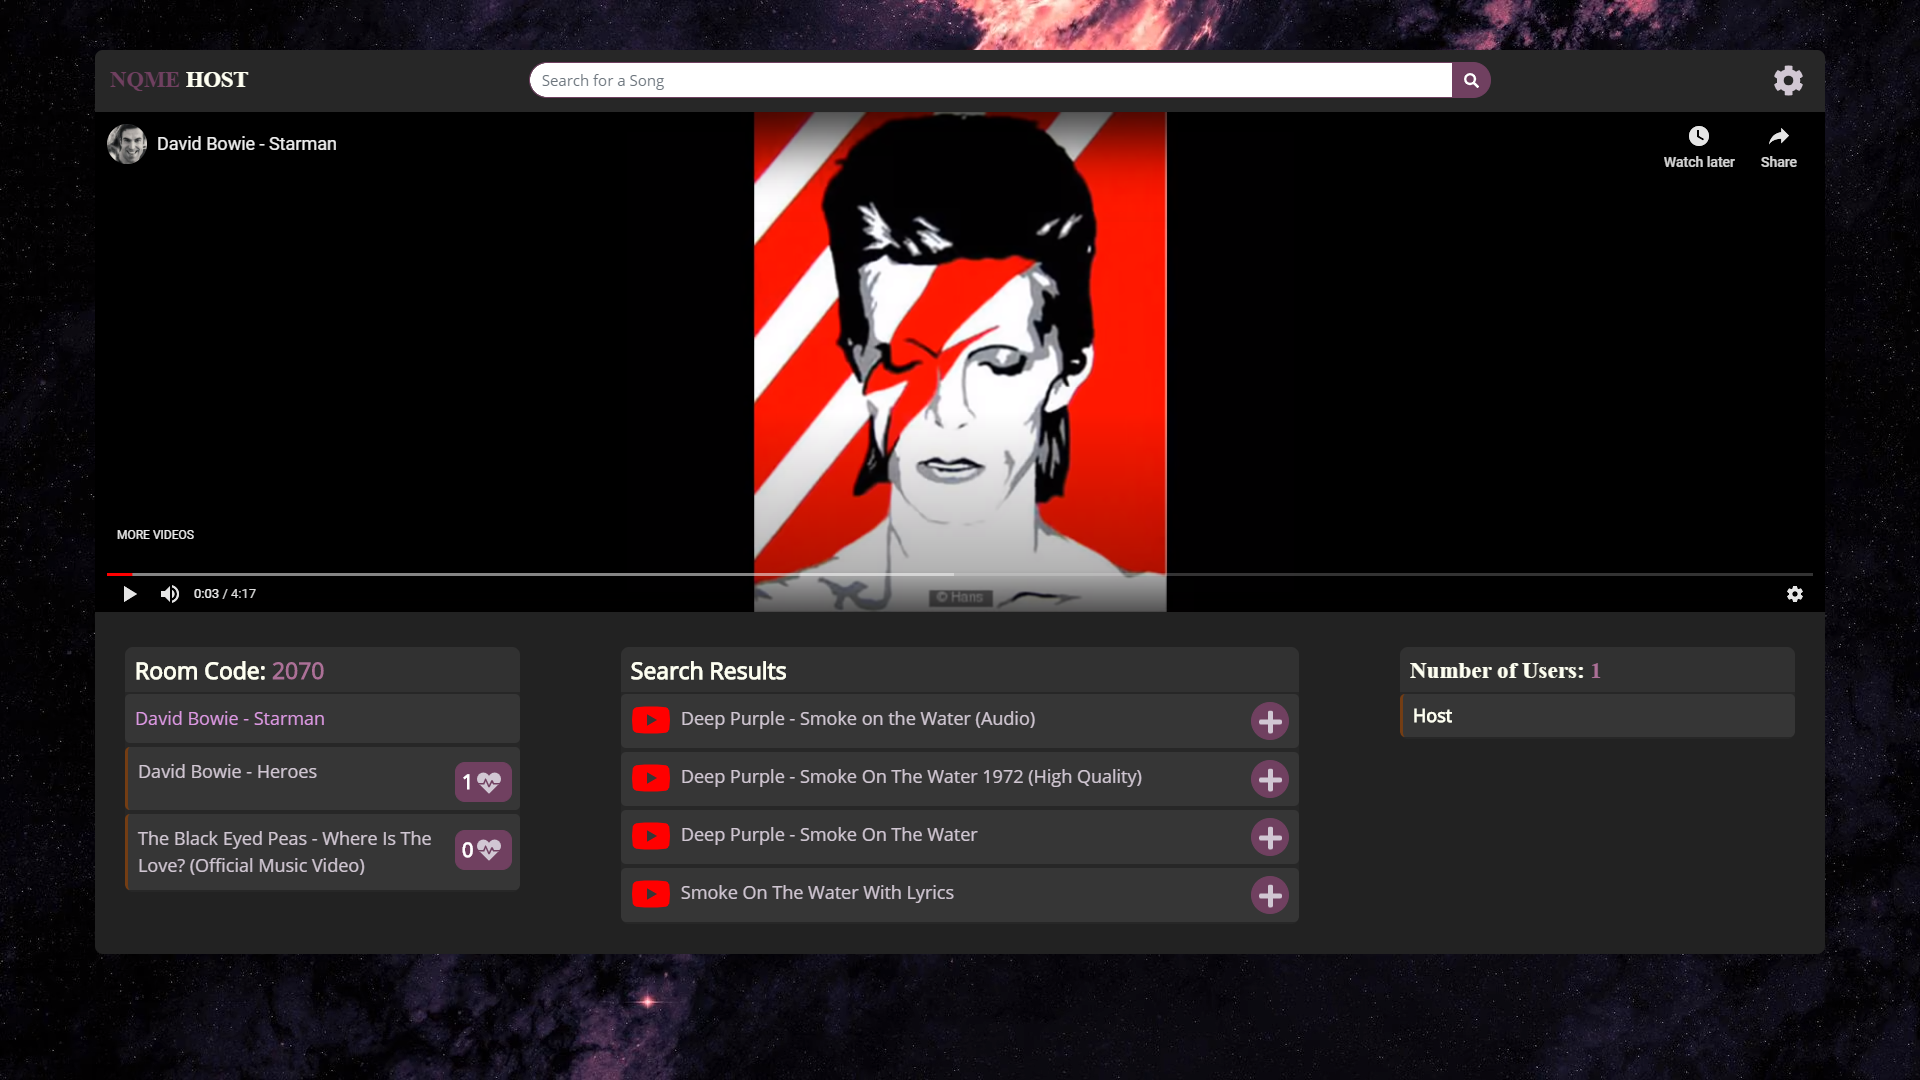 NQME HOST
Search for a Song
David Bowie - Starman
Watch later
Share
MORE VIDEOS
0:03 / 4:17
© Hans
Room Code: 2070
David Bowie - Starman
David Bowie - Heroes
1
The Black Eyed Peas - Where Is The
Love? (Official Music Video)
0
Search Results
Deep Purple - Smoke on the Water (Audio)
Deep Purple - Smoke On The Water 1972 (High Quality)
Deep Purple - Smoke On The Water
Smoke On The Water With Lyrics
Number of Users: 1
Host